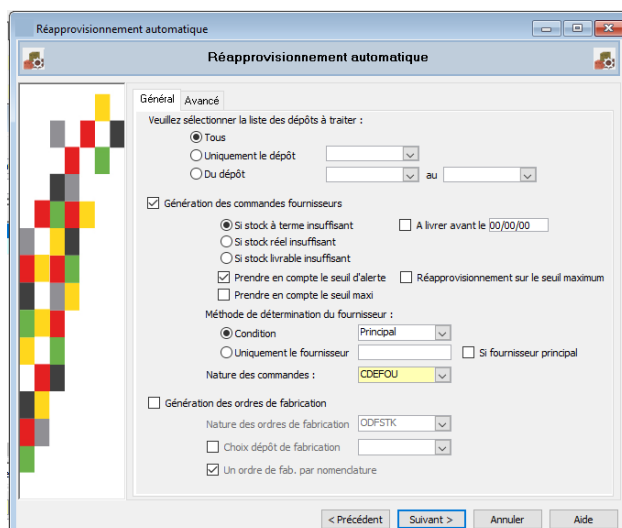 Réapprovisionnement automatique
Réapprovisionnement automatique
Général Avancé
Veuillez sélectionner la liste des dépôts à traiter :
Tous
Uniquement le dépôt
Du dépôt au
Génération des commandes fournisseurs
Si stock à terme insuffisant A livrer avant le 00/00/00
Si stock réel insuffisant
Si stock livrable insuffisant
Prendre en compte le seuil d'alerte Réapprovisionnement sur le seuil maximum
Prendre en compte le seuil maxi
Méthode de détermination du fournisseur :
Condition Principal
Uniquement le fournisseur Si fournisseur principal
Nature des commandes : CDEFOU
Génération des ordres de fabrication
Nature des ordres de fabrication ODFSTK
Choix dépôt de fabrication
Un ordre de fab. par nomenclature
< Précédent Suivant > Annuler Aide